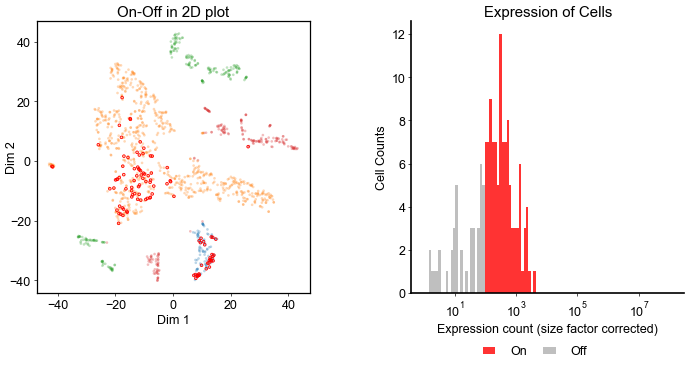 On-Off in 2D plot
40
20
0
−20
−40
Dim 2
−40 −20 0 20 40
Dim 1
Expression of Cells
12
10
8
6
4
2
0
Cell Counts
10^1 10^3 10^5 10^7
Expression count (size factor corrected)
On Off